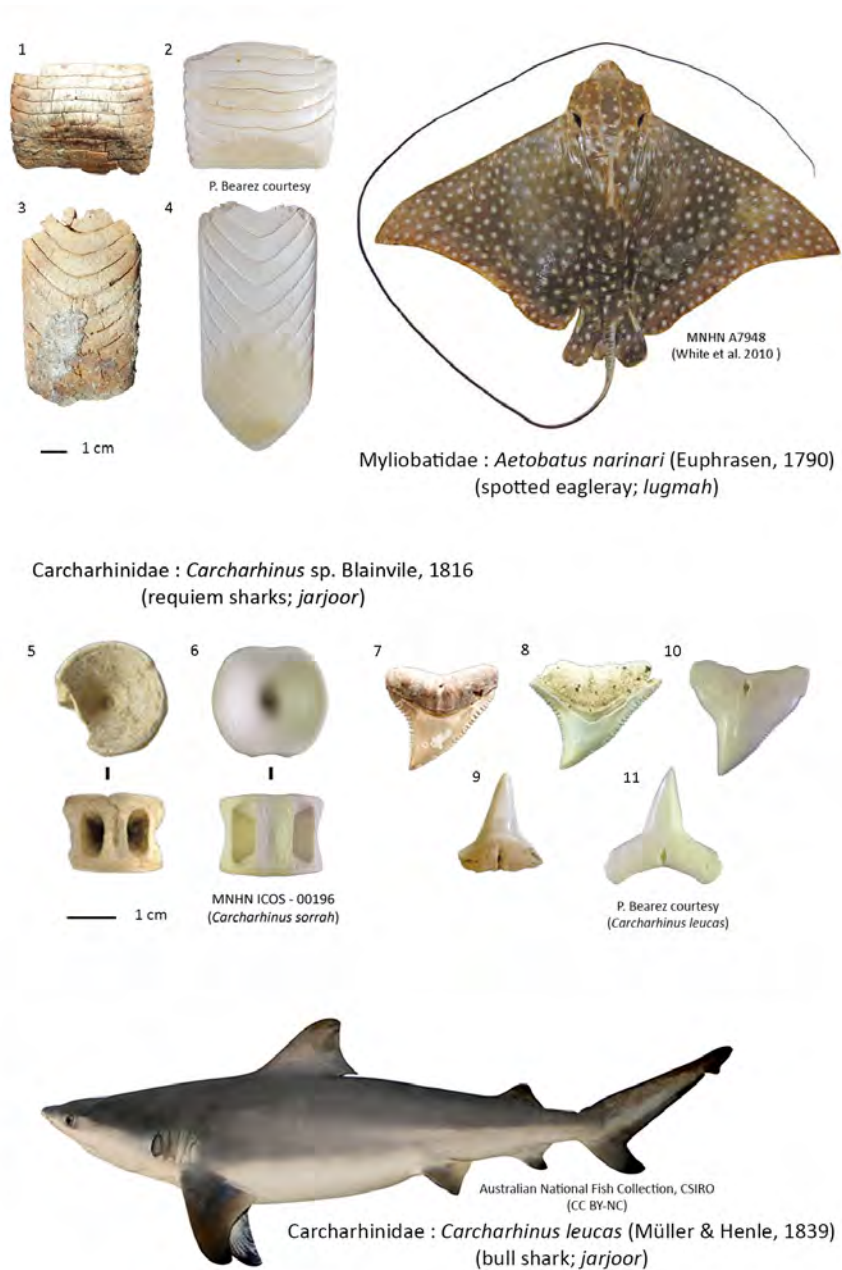 1
2
P. Bearez courtesy
3
4
1 cm
MNHN A7948
(White et al. 2010 )
Myliobatidae : Aetobatus narinari (Euphrasen, 1790)
(spotted eagleray; lugmah)
Carcharhinidae : Carcharhinus sp. Blainvile, 1816
(requiem sharks; jarjoor)
5
6
7
8
10
9
11
MNHN ICOS - 00196
(Carcharhinus sorrah)
1 cm
P. Bearez courtesy
(Carcharhinus leucas)
Australian National Fish Collection, CSIRO
(CC BY-NC)
Carcharhinidae : Carcharhinus leucas (Müller & Henle, 1839)
(bull shark; jarjoor)